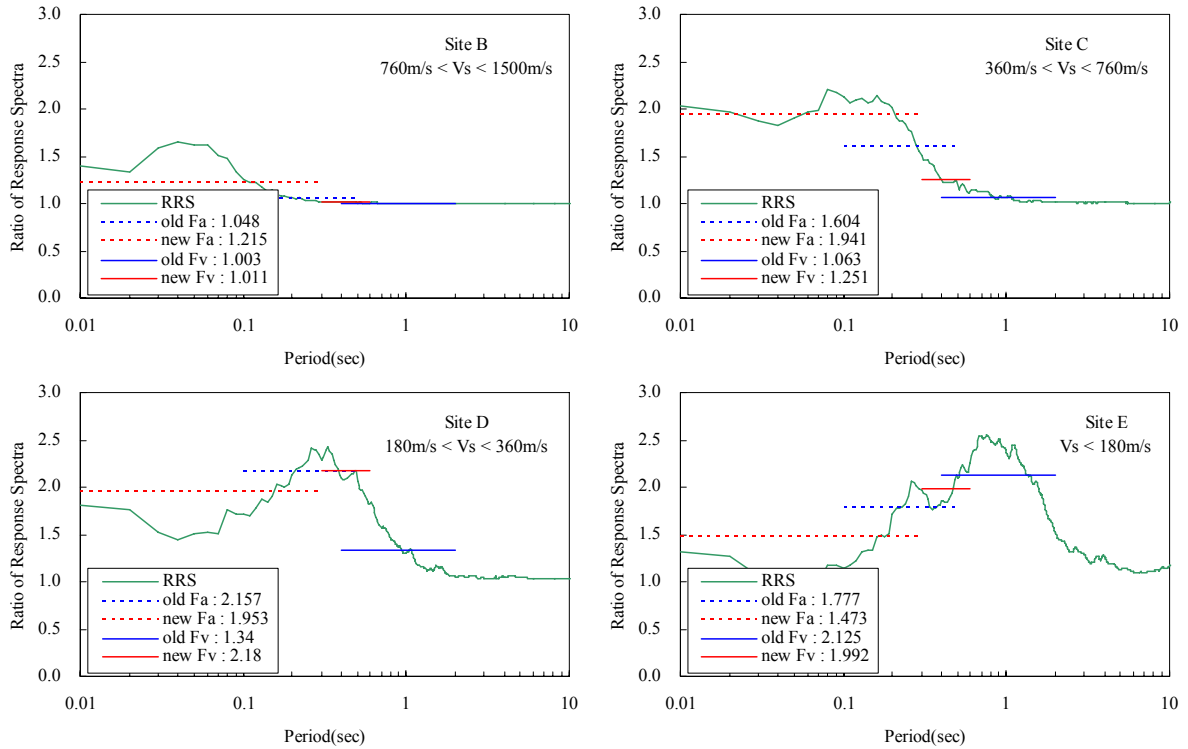 3.0
2.5
2.0
1.5
1.0
0.5
0.0
Ratio of Response Spectra
Site B
760m/s < Vs < 1500m/s
RRS
old Fa : 1.048
new Fa : 1.215
old Fv : 1.003
new Fv : 1.011
0.01 0.1 1 10
Period(sec)
3.0
2.5
2.0
1.5
1.0
0.5
0.0
Ratio of Response Spectra
Site C
360m/s < Vs < 760m/s
RRS
old Fa : 1.604
new Fa : 1.941
old Fv : 1.063
new Fv : 1.251
0.01 0.1 1 10
Period(sec)
3.0
2.5
2.0
1.5
1.0
0.5
0.0
Ratio of Response Spectra
Site D
180m/s < Vs < 360m/s
RRS
old Fa : 2.157
new Fa : 1.953
old Fv : 1.34
new Fv : 2.18
0.01 0.1 1 10
Period(sec)
3.0
2.5
2.0
1.5
1.0
0.5
0.0
Ratio of Response Spectra
Site E
Vs < 180m/s
RRS
old Fa : 1.777
new Fa : 1.473
old Fv : 2.125
new Fv : 1.992
0.01 0.1 1 10
Period(sec)